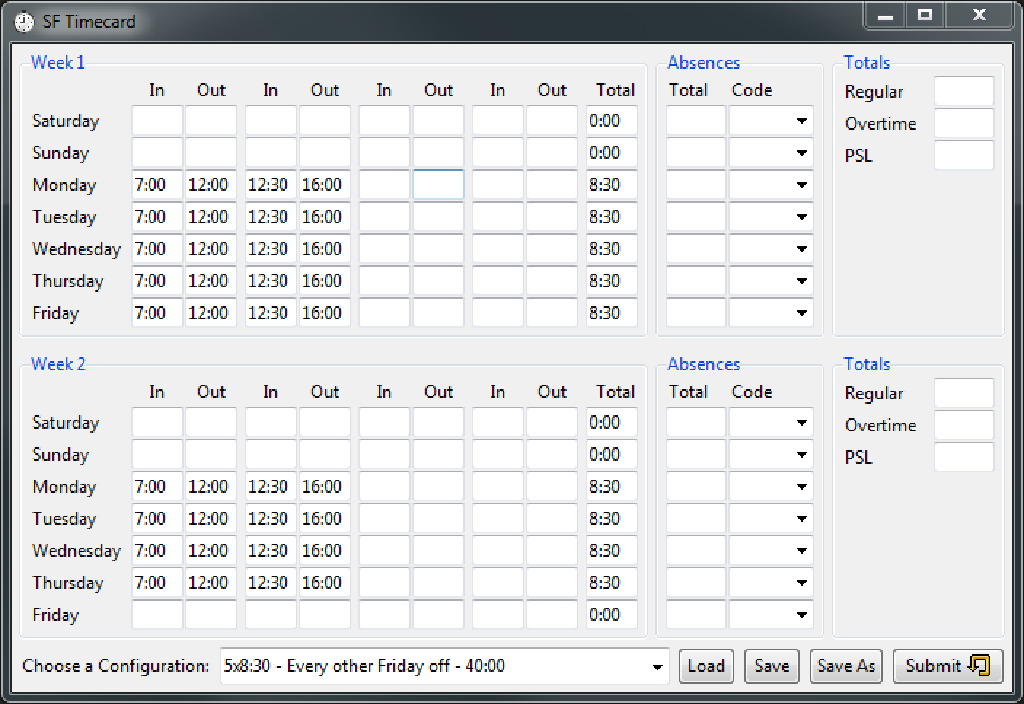 SF Timecard
Week 1 Absences Totals
In Out In Out In Out In Out Total Total Code Regular
Saturday 0:00 Overtime
Sunday 0:00 PSL
Monday 7:00 12:00 12:30 16:00 8:30
Tuesday 7:00 12:00 12:30 16:00 8:30
Wednesday 7:00 12:00 12:30 16:00 8:30
Thursday 7:00 12:00 12:30 16:00 8:30
Friday 7:00 12:00 12:30 16:00 8:30
Week 2 Absences Totals
In Out In Out In Out In Out Total Total Code Regular
Saturday 0:00 Overtime
Sunday 0:00 PSL
Monday 7:00 12:00 12:30 16:00 8:30
Tuesday 7:00 12:00 12:30 16:00 8:30
Wednesday 7:00 12:00 12:30 16:00 8:30
Thursday 7:00 12:00 12:30 16:00 8:30
Friday 0:00
Choose a Configuration: 5x8:30 - Every other Friday off - 40:00 Load Save Save As Submit